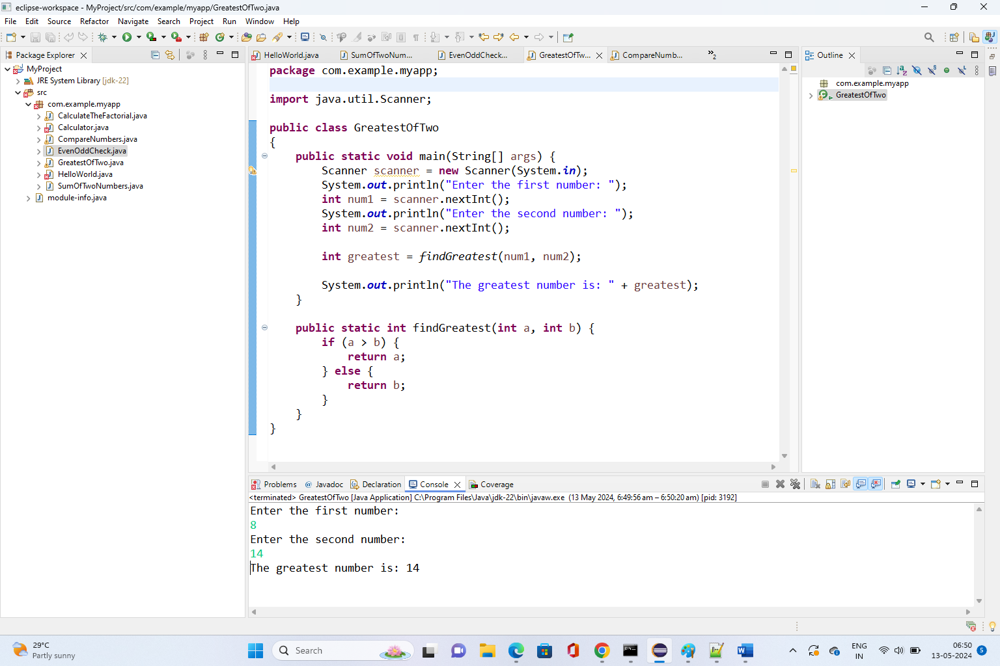 eclipse-workspace - MyProject/src/com/example/myapp/GreatestOfTwo.java
File Edit Source Refactor Navigate Search Project Run Window Help
Package Explorer
MyProject
JRE System Library [jdk-22]
src
com.example.myapp
CalculateTheFactorial.java
Calculator.java
CompareNumbers.java
EvenOddCheck.java
GreatestOfTwo.java
HelloWorld.java
SumOfTwoNumbers.java
module-info.java
HelloWorld.java SumOfTwoNum... EvenOddCheck... GreatestOfTw... CompareNumb... »2
package com.example.myapp;
import java.util.Scanner;
public class GreatestOfTwo
{
public static void main(String[] args) {
Scanner scanner = new Scanner(System.in);
System.out.println("Enter the first number: ");
int num1 = scanner.nextInt();
System.out.println("Enter the second number: ");
int num2 = scanner.nextInt();
int greatest = findGreatest(num1, num2);
System.out.println("The greatest number is: " + greatest);
}
public static int findGreatest(int a, int b) {
if (a > b) {
return a;
} else {
return b;
}
}
}
Outline
com.example.myapp
GreatestOfTwo
Problems @ Javadoc Declaration Console Coverage
<terminated> GreatestOfTwo [Java Application] C:\Program Files\Java\jdk-22\bin\javaw.exe (13 May 2024, 6:49:56 am – 6:50:20 am) [pid: 3192]
Enter the first number:
8
Enter the second number:
14
The greatest number is: 14
29°C
Partly sunny
Search
ENG
IN
06:50
13-05-2024
5